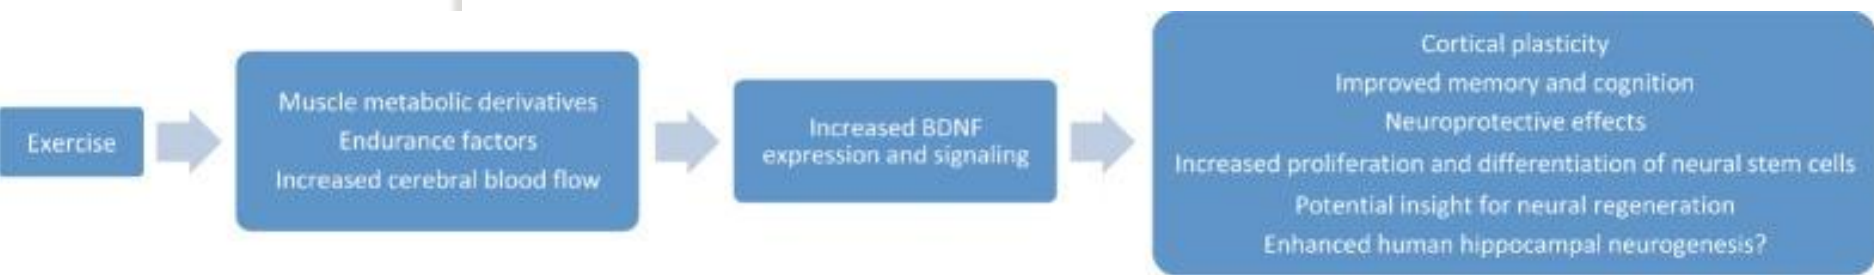 Exercise
Muscle metabolic derivatives
Endurance factors
Increased cerebral blood flow
Increased BDNF
expression and signaling
Cortical plasticity
Improved memory and cognition
Neuroprotective effects
Increased proliferation and differentiation of neural stem cells
Potential insight for neural regeneration
Enhanced human hippocampal neurogenesis?